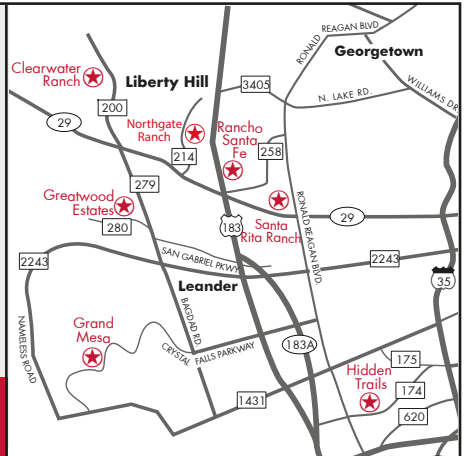 RONALD REAGAN BLVD
Georgetown
Clearwater
Ranch
Liberty Hill
3405
N. LAKE RD.
WILLIAMS DR.
200
29
Northgate
Ranch
Rancho
Santa
Fe
214
258
279
Greatwood
Estates
280
183
Santa
Rita Ranch
RONALD REAGAN BLVD.
29
2243
SAN GABRIEL PKWY.
2243
35
Leander
NAMELESS ROAD
Grand
Mesa
BAGDAD RD.
CRYSTAL FALLS PARKWAY
183A
175
Hidden
Trails
174
1431
620